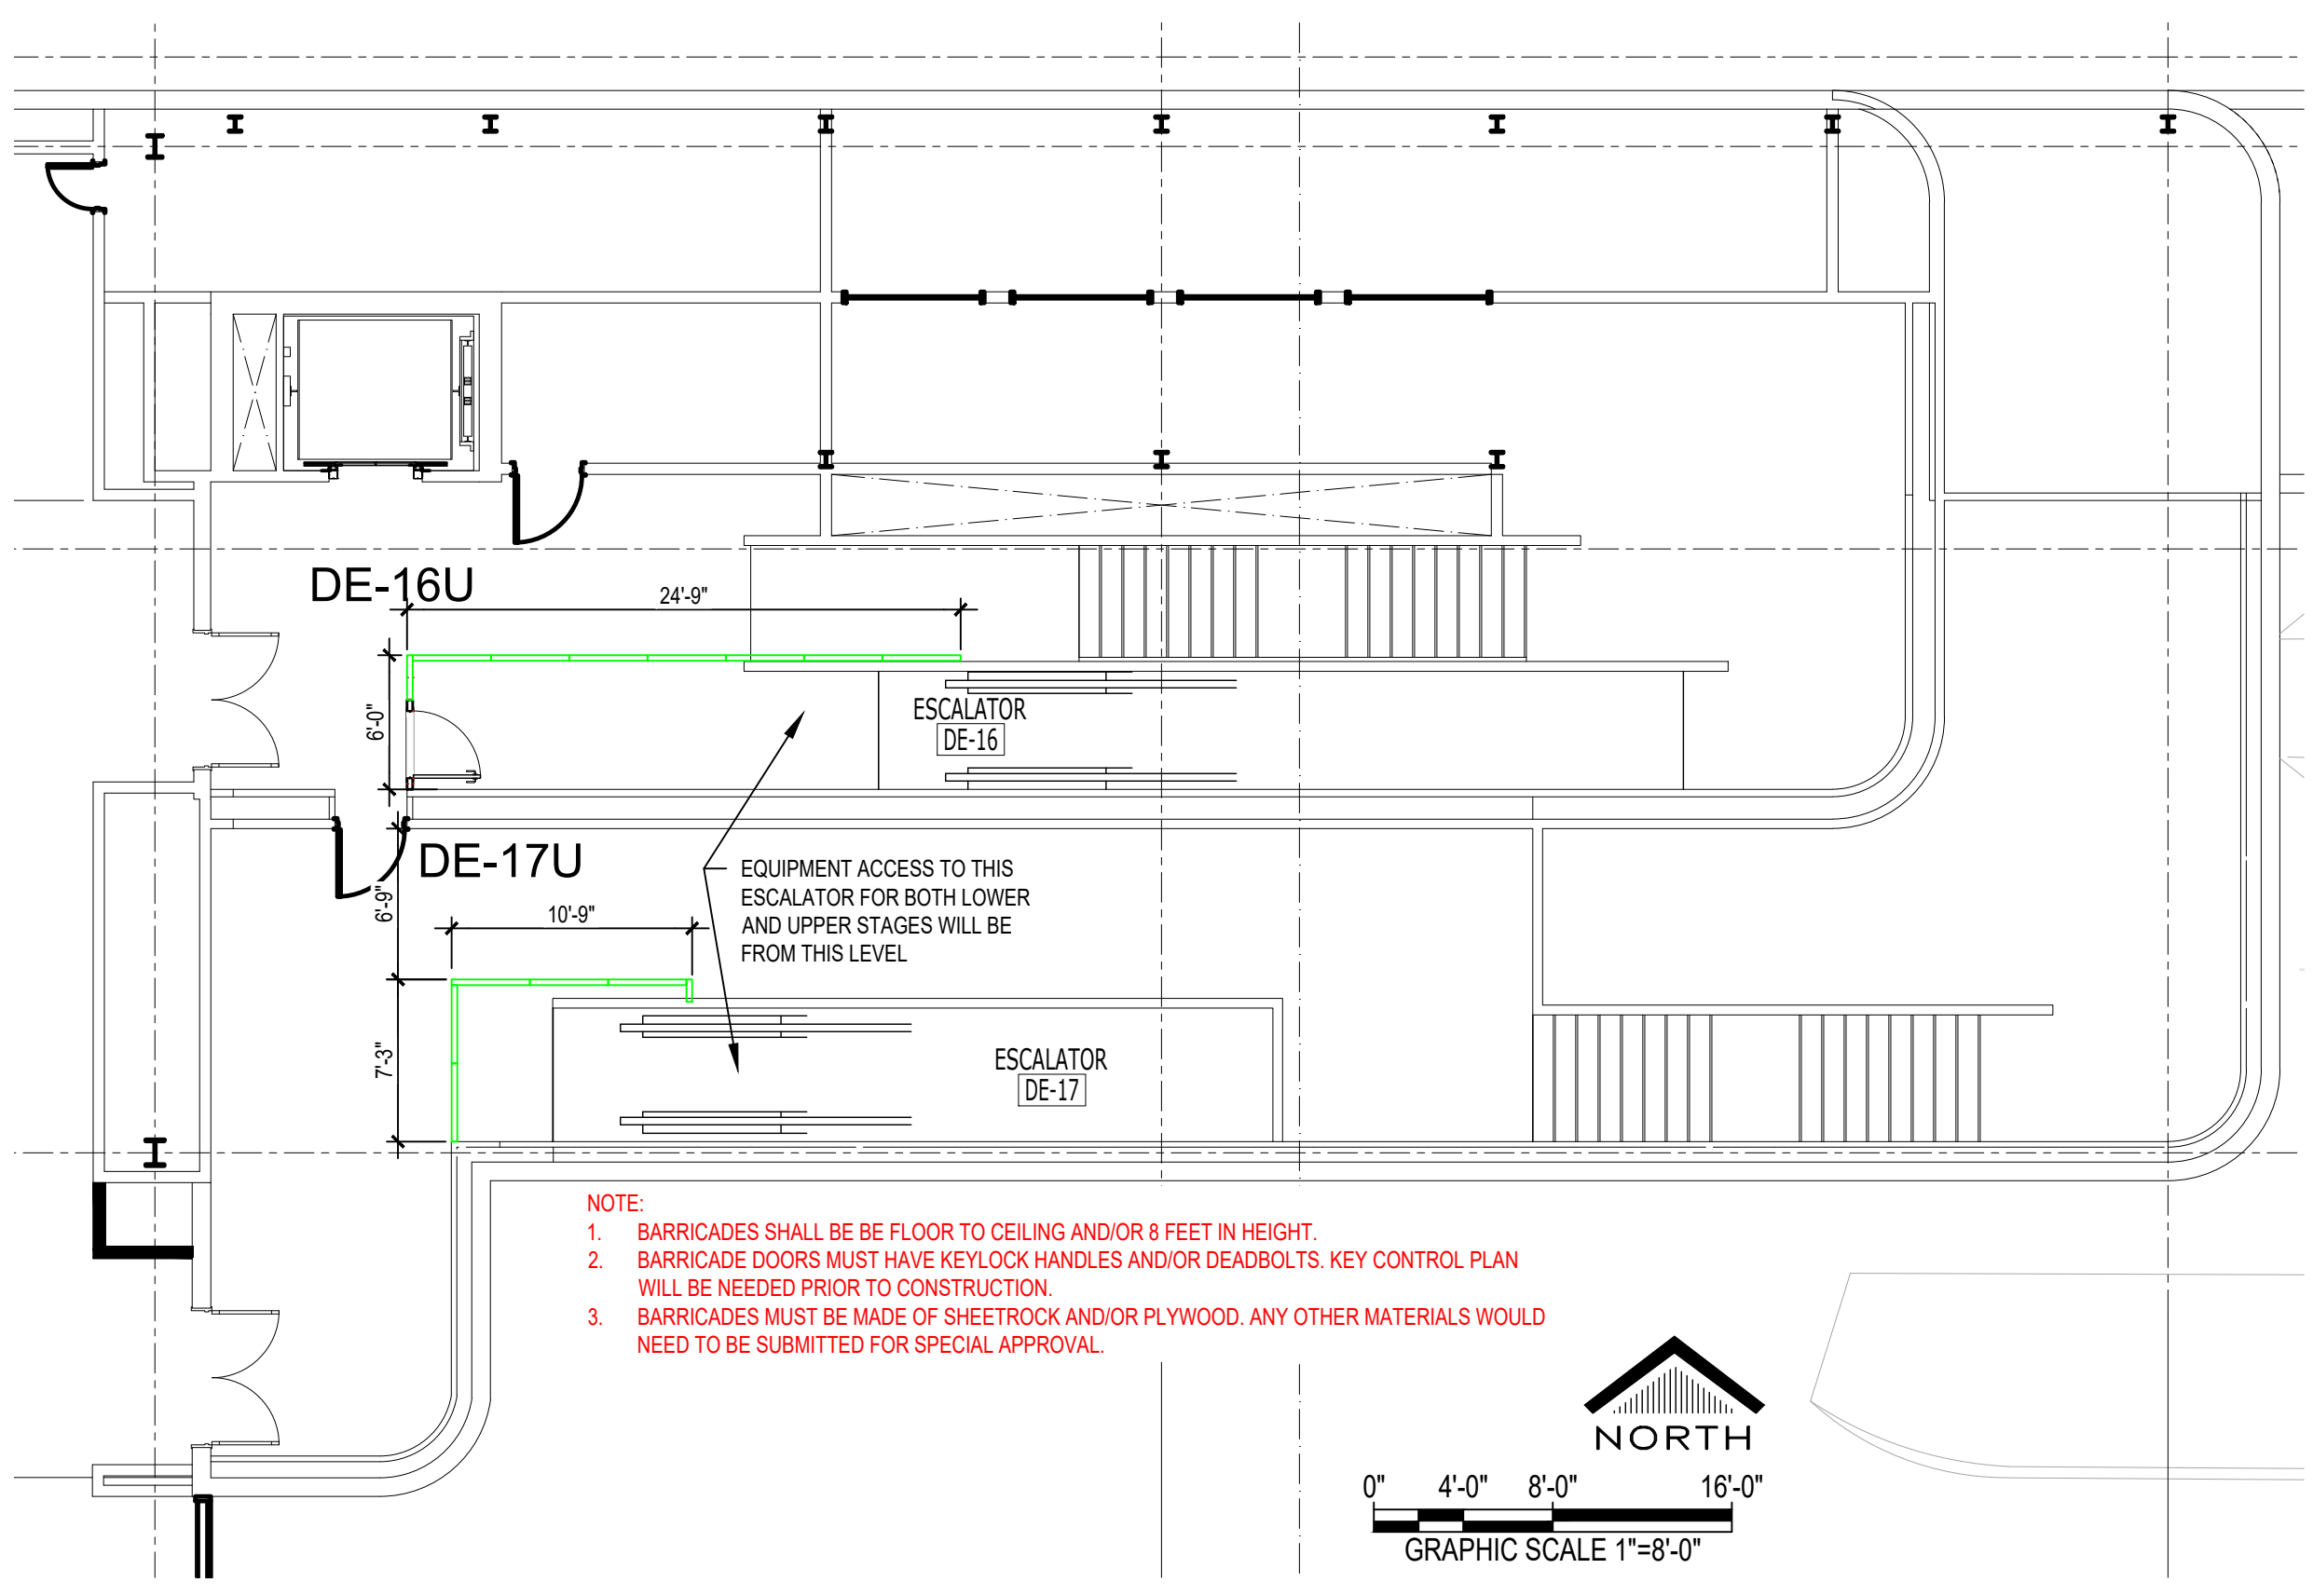 DE-16U
24'-9"
6'-0"
ESCALATOR
DE-16
DE-17U
6'-9"
10'-9"
EQUIPMENT ACCESS TO THIS
ESCALATOR FOR BOTH LOWER
AND UPPER STAGES WILL BE
FROM THIS LEVEL
7'-3"
ESCALATOR
DE-17
NOTE:
1. BARRICADES SHALL BE BE FLOOR TO CEILING AND/OR 8 FEET IN HEIGHT.
2. BARRICADE DOORS MUST HAVE KEYLOCK HANDLES AND/OR DEADBOLTS. KEY CONTROL PLAN
WILL BE NEEDED PRIOR TO CONSTRUCTION.
3. BARRICADES MUST BE MADE OF SHEETROCK AND/OR PLYWOOD. ANY OTHER MATERIALS WOULD
NEED TO BE SUBMITTED FOR SPECIAL APPROVAL.
NORTH
0" 4'-0" 8'-0" 16'-0"
GRAPHIC SCALE 1"=8'-0"